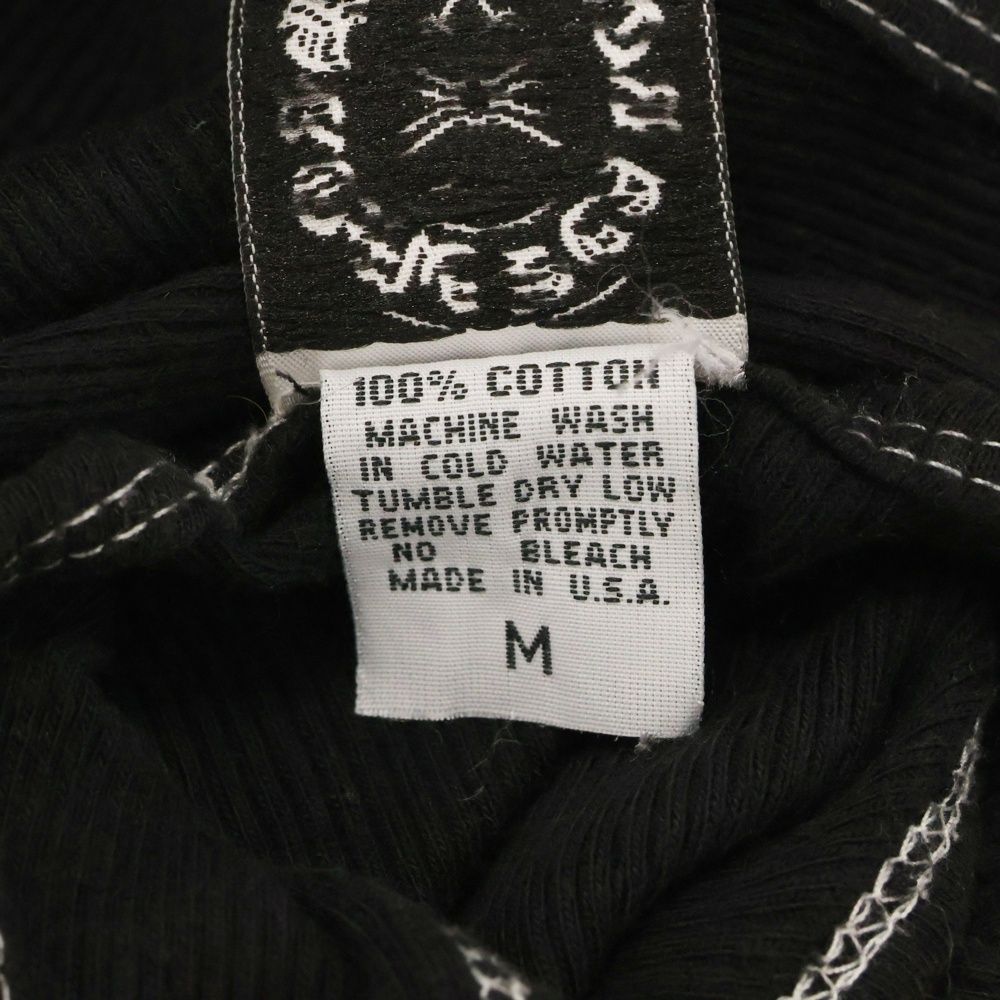 100% COTTON
MACHINE WASH
IN COLD WATER
TUMBLE DRY LOW
REMOVE PROMPTLY
NO BLEACH
MADE IN U.S.A.
M